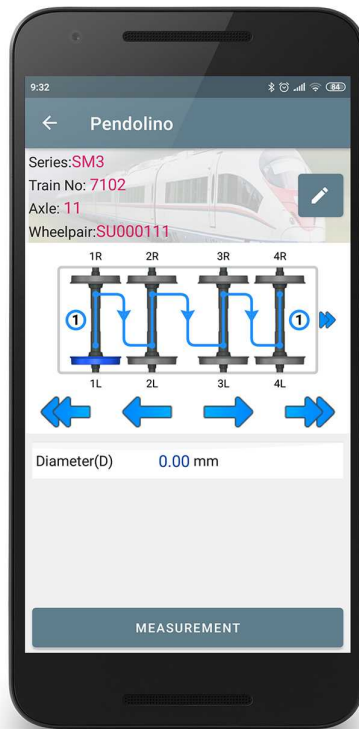 9:32
84
Pendolino
Series:SM3
Train No: 7102
Axle: 11
Wheelpair:SU000111
1R 2R 3R 4R
1 1
1L 2L 3L 4L
Diameter(D) 0.00 mm
MEASUREMENT